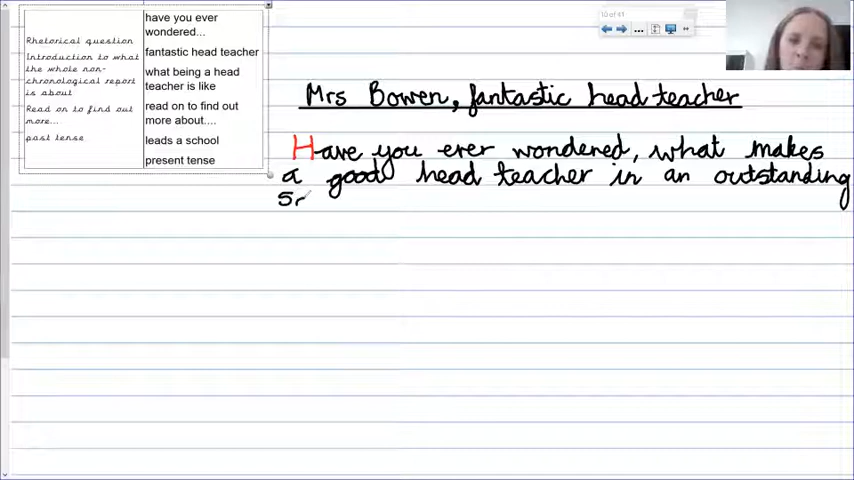 Rhetorical question
Introduction to what
the whole non-
chronological report
is about
Read on to find out
more...
past tense
have you ever
wondered...
fantastic head teacher
what being a head
teacher is like
read on to find out
more about....
leads a school
present tense
10 of 41
Mrs Bowen, fantastic head teacher
Have you ever wondered, what makes
a good head teacher in an outstanding